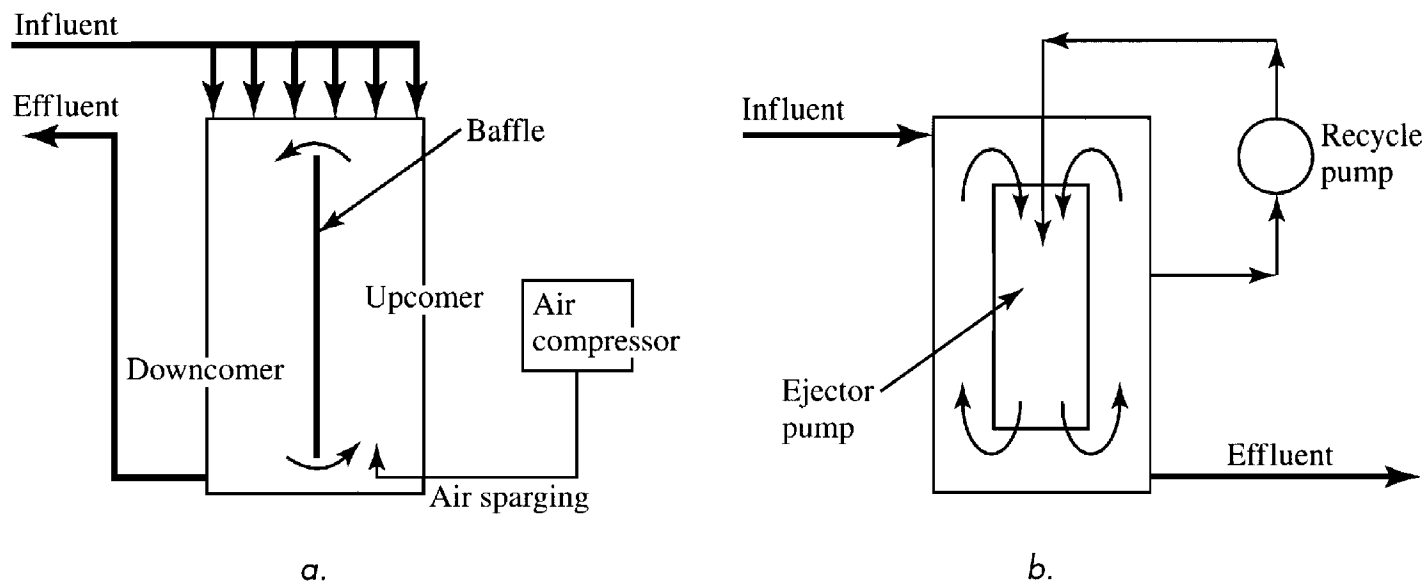 Influent
Effluent
Baffle
Upcomer
Air
compressor
Downcomer
Air sparging
a.
Influent
Recycle
pump
Ejector
pump
Effluent
b.